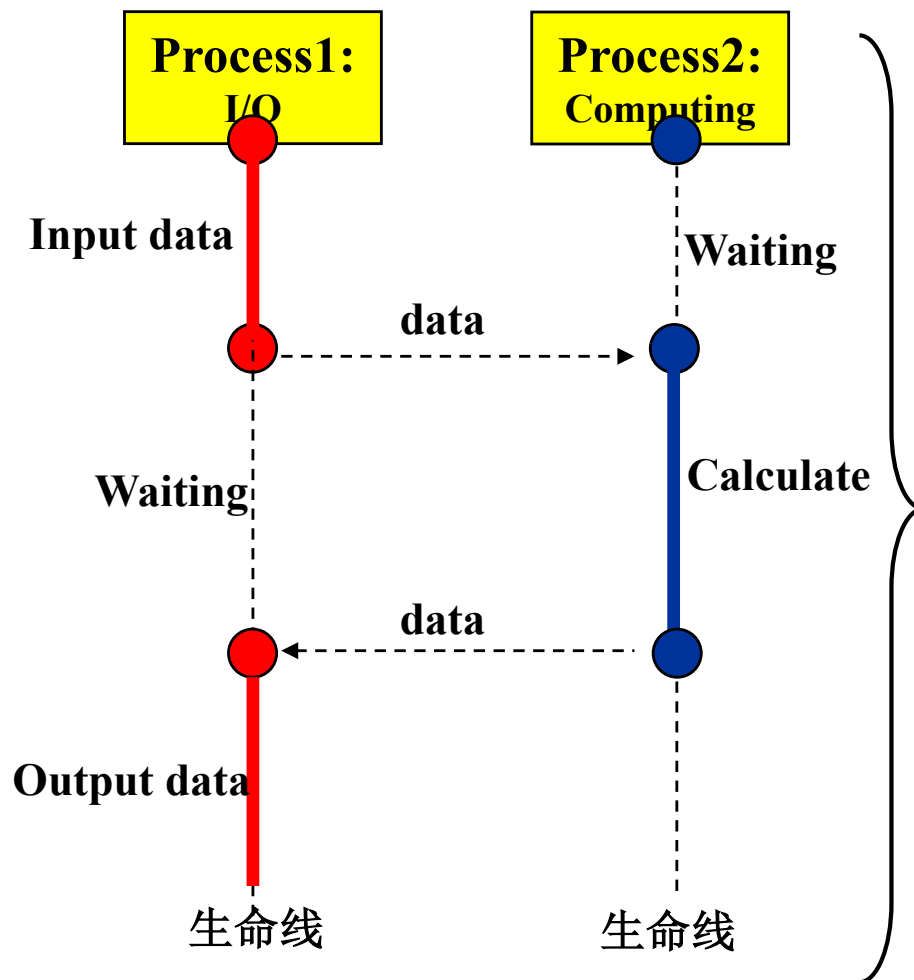 Process1:
I/O
Process2:
Computing
Input data
Waiting
data
Waiting
Calculate
data
Output data
生命线
生命线